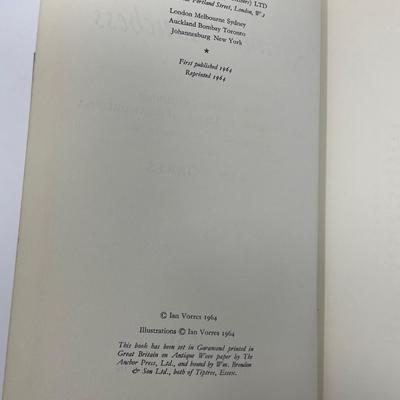 LTD
Portland Street, London, W.1
London Melbourne Sydney
Auckland Bombay Toronto
Johannesburg New York
★
First published 1964
Reprinted 1964
© Ian Vorres 1964
Illustrations © Ian Vorres 1964
This book has been set in Garamond printed in
Great Britain on Antique Wove paper by The
Anchor Press, Ltd., and bound by Wm. Brendon
& Son Ltd., both of Tiptree, Essex.